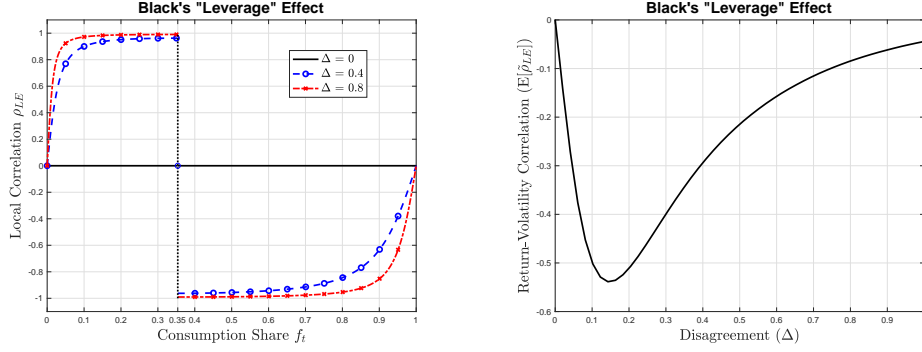 Black's "Leverage" Effect
Local Correlation ρ_LE
1
0.8
0.6
0.4
0.2
0
-0.2
-0.4
-0.6
-0.8
-1
Δ = 0
Δ = 0.4
Δ = 0.8
0 0.1 0.2 0.3 0.35 0.4 0.5 0.6 0.7 0.8 0.9 1
Consumption Share f_t
Black's "Leverage" Effect
Return-Volatility Correlation (E[ρ̃_LE])
0
-0.1
-0.2
-0.3
-0.4
-0.5
-0.6
0 0.1 0.2 0.3 0.4 0.5 0.6 0.7 0.8 0.9
Disagreement (Δ)